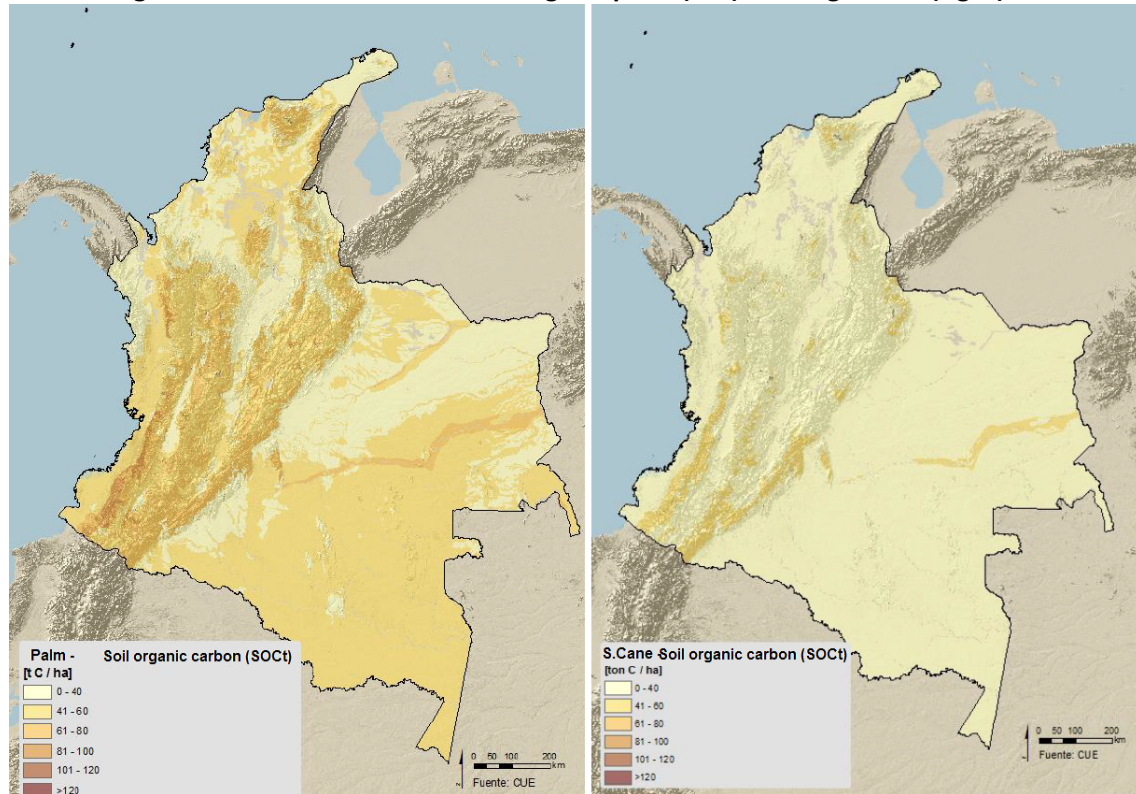 Palm - Soil organic carbon (SOCt)
[t C / ha]
0 - 40
41 - 60
61 - 80
81 - 100
101 - 120
>120
0 50 100 200
km
Fuente: CUE
S.Cane -Soil organic carbon (SOCt)
[ton C / ha]
0 - 40
41 - 60
61 - 80
81 - 100
101 - 120
>120
0 50 100 200
km
Fuente: CUE